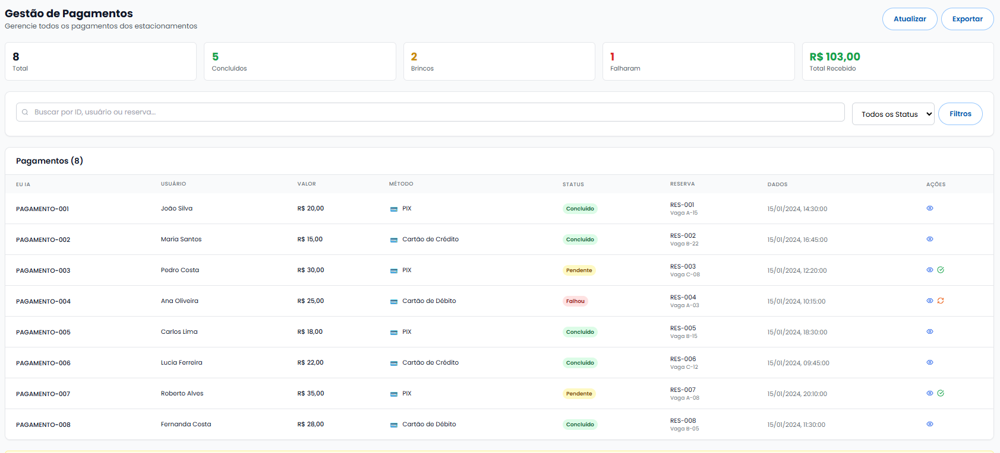 Gestão de Pagamentos
Gerencie todos os pagamentos dos estacionamentos
Atualizar
Exportar
8
Total
5
Concluídos
2
Brincos
1
Falharam
R$ 103,00
Total Recebido
Buscar por ID, usuário ou reserva...
Todos os Status
Filtros
Pagamentos (8)
EU IA USUÁRIO VALOR MÉTODO STATUS RESERVA DADOS AÇÕES
PAGAMENTO-001 João Silva R$ 20,00 PIX Concluído RES-001 15/01/2024, 14:30:00
Vaga A-15
PAGAMENTO-002 Maria Santos R$ 15,00 Cartão de Crédito Concluído RES-002 15/01/2024, 16:45:00
Vaga B-22
PAGAMENTO-003 Pedro Costa R$ 30,00 PIX Pendente RES-003 15/01/2024, 12:20:00
Vaga C-08
PAGAMENTO-004 Ana Oliveira R$ 25,00 Cartão de Débito Falhou RES-004 15/01/2024, 10:15:00
Vaga A-03
PAGAMENTO-005 Carlos Lima R$ 18,00 PIX Concluído RES-005 15/01/2024, 18:30:00
Vaga B-15
PAGAMENTO-006 Lucia Ferreira R$ 22,00 Cartão de Crédito Concluído RES-006 15/01/2024, 09:45:00
Vaga C-12
PAGAMENTO-007 Roberto Alves R$ 35,00 PIX Pendente RES-007 15/01/2024, 20:10:00
Vaga A-08
PAGAMENTO-008 Fernanda Costa R$ 28,00 Cartão de Débito Concluído RES-008 15/01/2024, 11:30:00
Vaga B-05